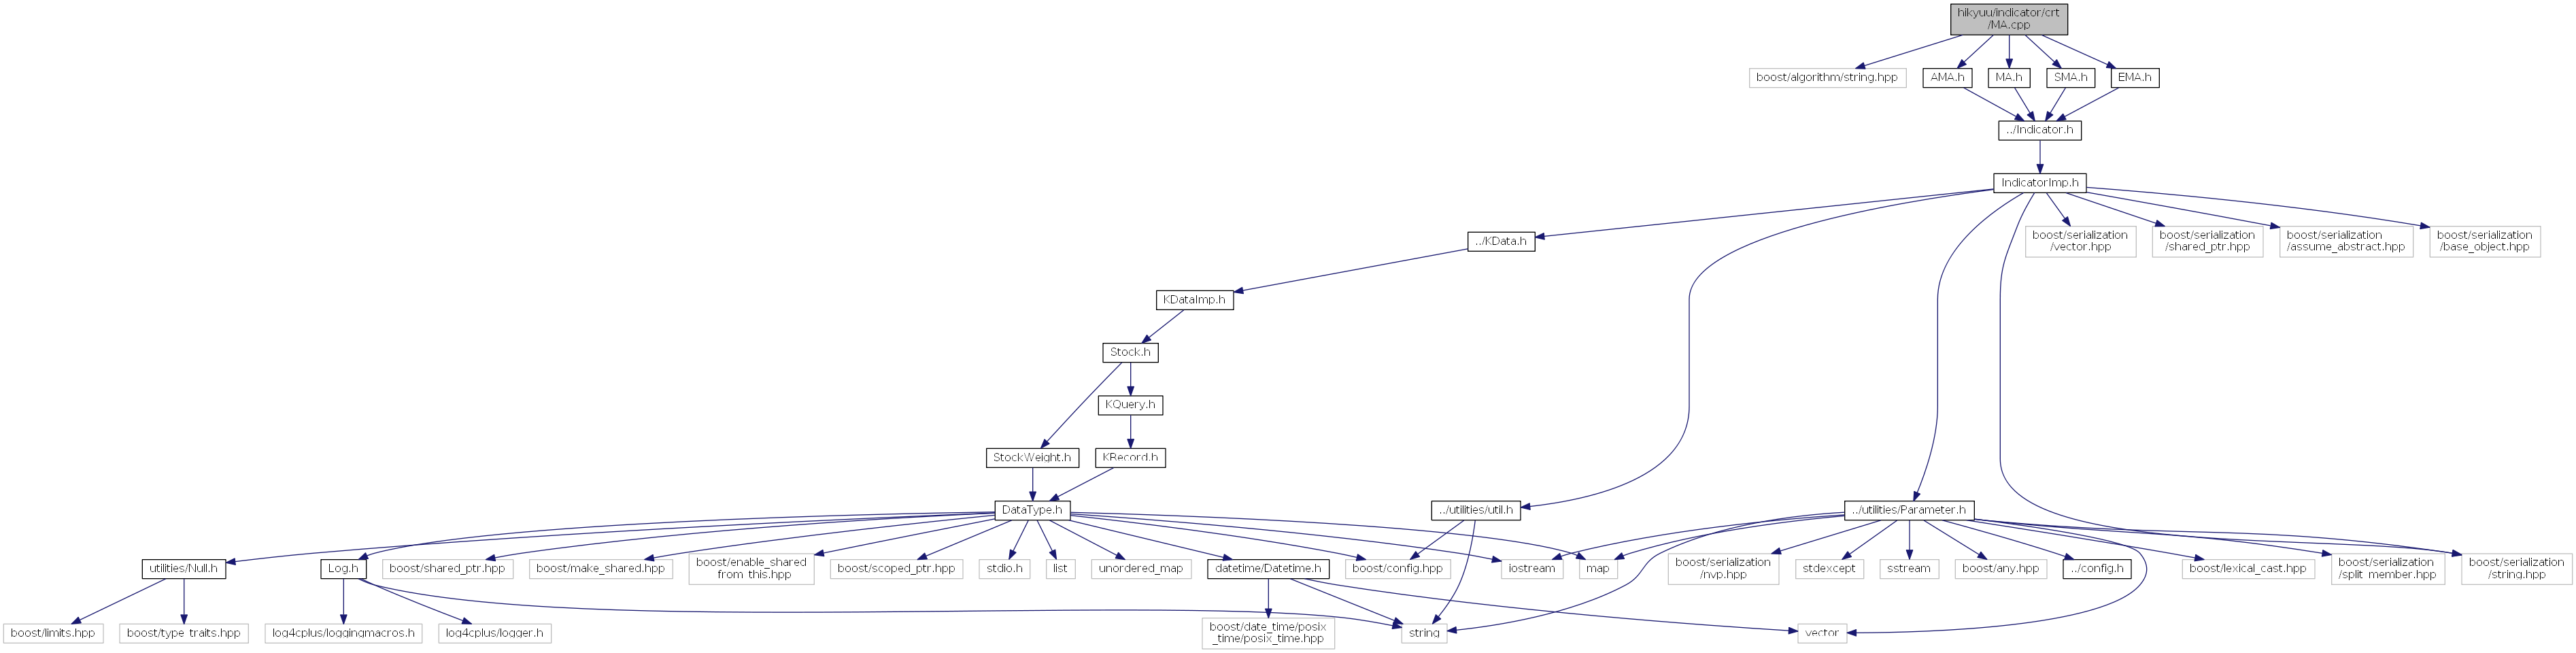 hikyuu/indicator/crt
/MA.cpp
boost/algorithm/string.hpp
AMA.h
MA.h
SMA.h
EMA.h
../Indicator.h
IndicatorImp.h
../KData.h
boost/serialization
/vector.hpp
boost/serialization
/shared_ptr.hpp
boost/serialization
/assume_abstract.hpp
boost/serialization
/base_object.hpp
KDataImp.h
Stock.h
KQuery.h
StockWeight.h
KRecord.h
DataType.h
../utilities/util.h
../utilities/Parameter.h
utilities/Null.h
Log.h
boost/shared_ptr.hpp
boost/make_shared.hpp
boost/enable_shared
_from_this.hpp
boost/scoped_ptr.hpp
stdio.h
list
unordered_map
datetime/Datetime.h
boost/config.hpp
iostream
map
boost/serialization
/nvp.hpp
stdexcept
sstream
boost/any.hpp
../config.h
boost/lexical_cast.hpp
boost/serialization
/split_member.hpp
boost/serialization
/string.hpp
boost/limits.hpp
boost/type_traits.hpp
log4cplus/loggingmacros.h
log4cplus/logger.h
boost/date_time/posix
_time/posix_time.hpp
string
vector